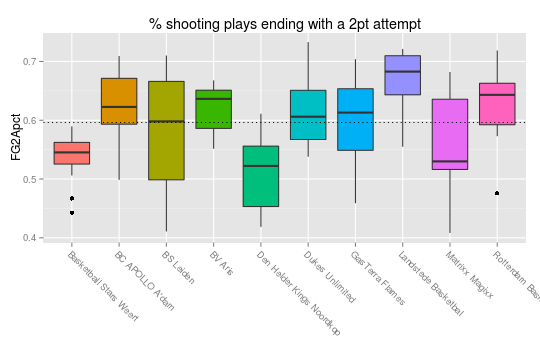 % shooting plays ending with a 2pt attempt
FG2Apct
0.7
0.6
0.5
0.4
Basketball Stars Weert
BC APOLLO A'dam
BS Leiden
BV Aris
Den Helder Kings Noordkop
Dukes Unlimited
GasTerra Flames
Landstede Basketbal
Matrixx Magixx
Rotterdam Bas